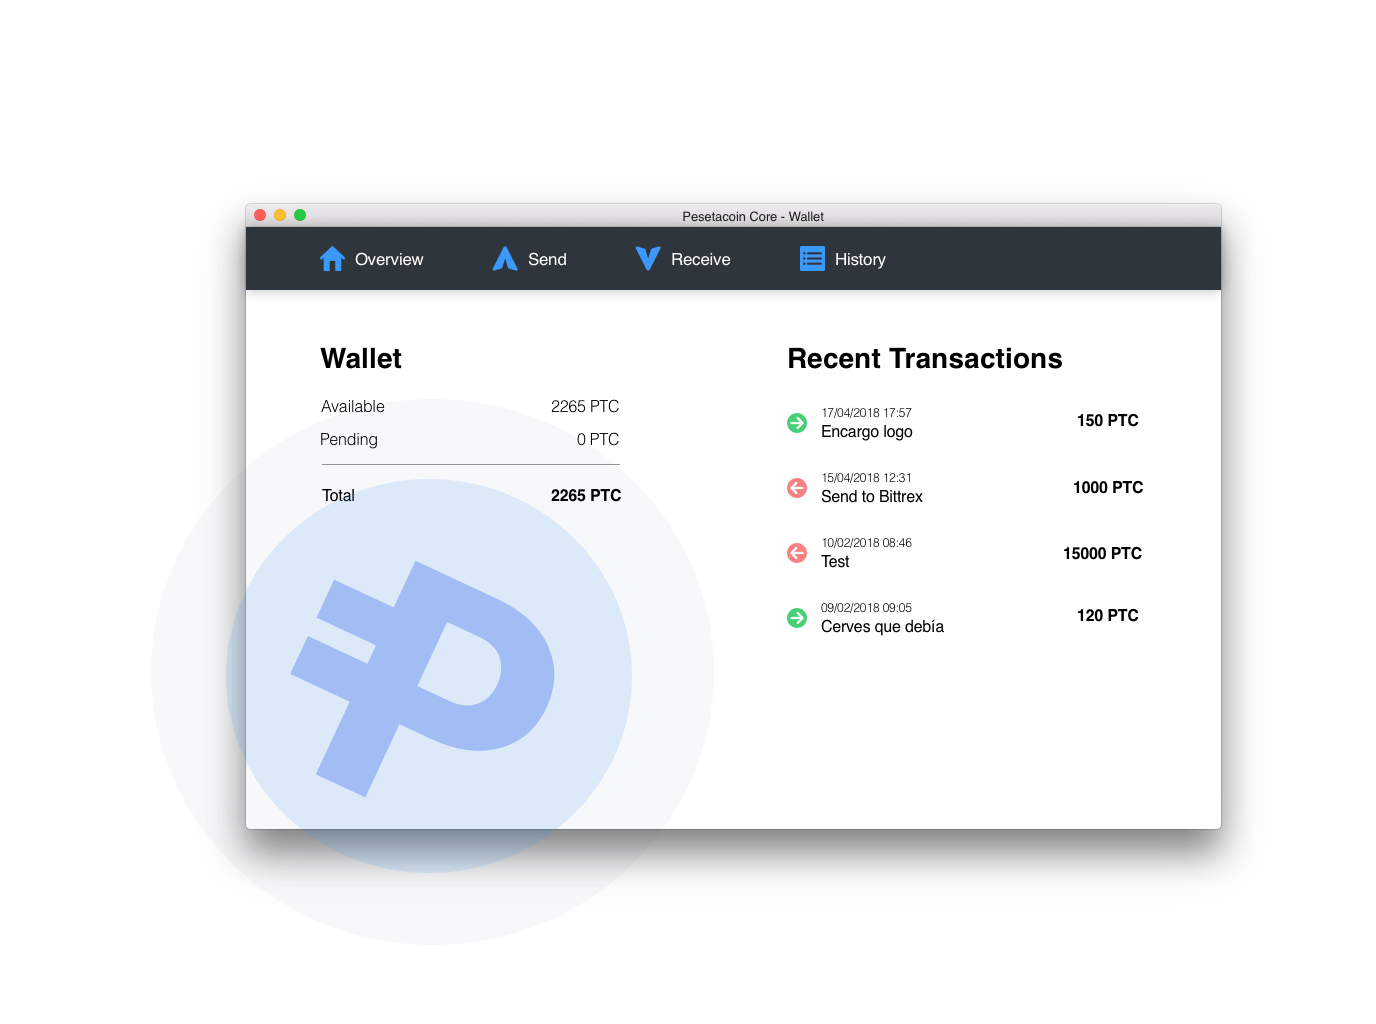 Pesetacoin Core - Wallet
Overview Send Receive History
Wallet
Available 2265 PTC
Pending 0 PTC
Total 2265 PTC
Recent Transactions
17/04/2018 17:57
Encargo logo 150 PTC
15/04/2018 12:31
Send to Bittrex 1000 PTC
10/02/2018 08:46
Test 15000 PTC
09/02/2018 09:05
Cerves que debía 120 PTC